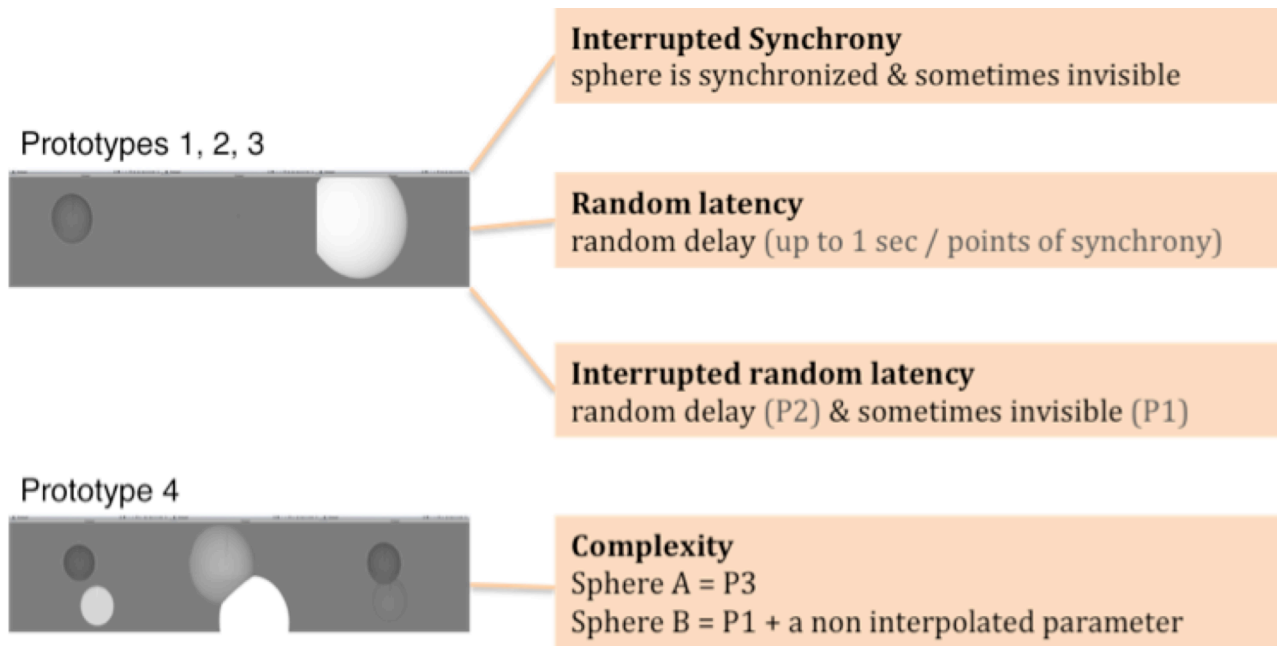 Interrupted Synchrony
sphere is synchronized & sometimes invisible
Prototypes 1, 2, 3
Random latency
random delay (up to 1 sec / points of synchrony)
Interrupted random latency
random delay (P2) & sometimes invisible (P1)
Prototype 4
Complexity
Sphere A = P3
Sphere B = P1 + a non interpolated parameter